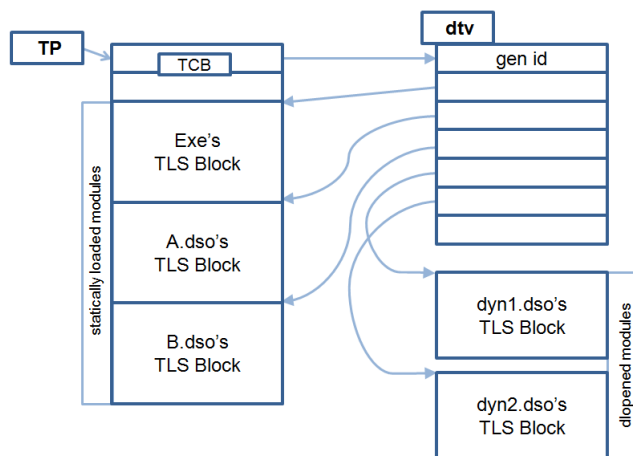 TP
TCB
dtv
gen id
statically loaded modules
Exe's
TLS Block
A.dso's
TLS Block
B.dso's
TLS Block
dyn1.dso's
TLS Block
dyn2.dso's
TLS Block
dlopened modules